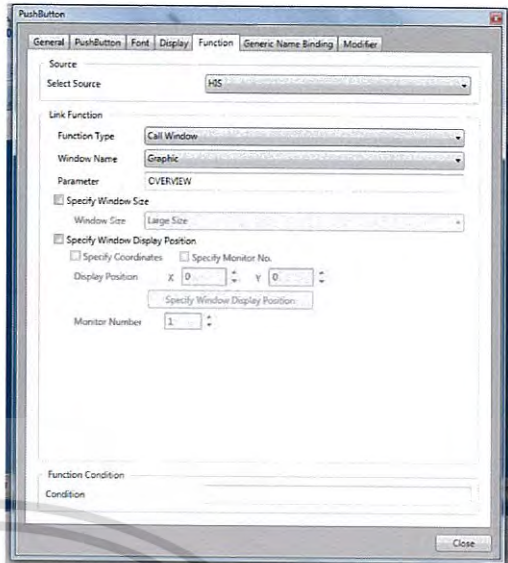 PushButton
General PushButton Font Display Function Generic Name Binding Modifier
Source
Select Source HIS
Link Function
Function Type Call Window
Window Name Graphic
Parameter OVERVIEW
Specify Window Size
Window Size Large Size
Specify Window Display Position
Specify Coordinates Specify Monitor No.
Display Position X 0 Y 0
Specify Window Display Position
Monitor Number 1
Function Condition
Condition
Close